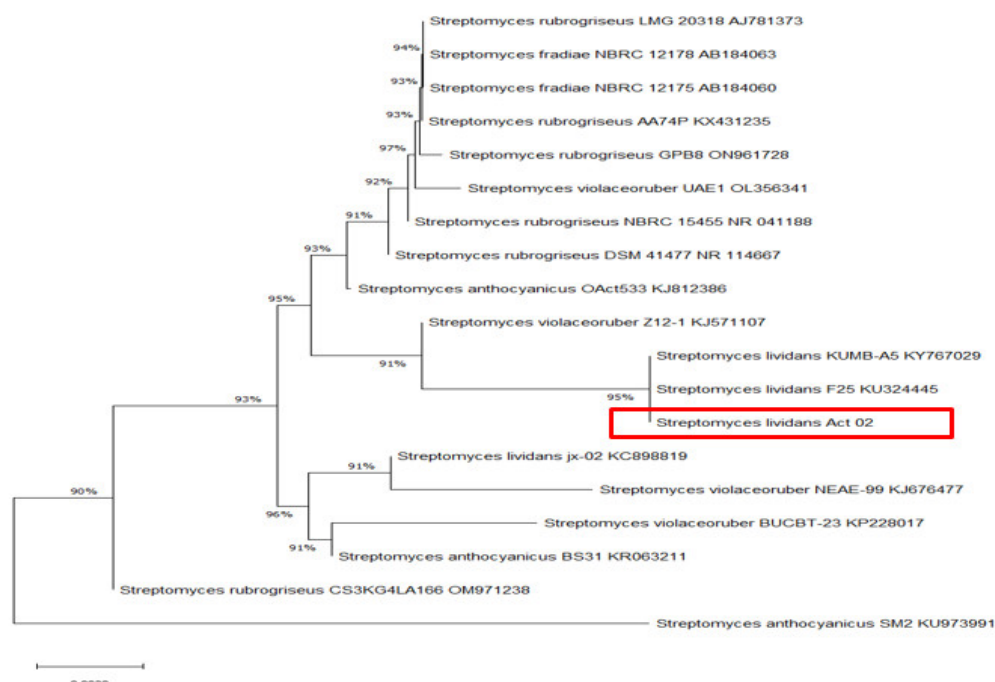 Streptomyces rubrogriseus LMG 20318 AJ781373
94%
Streptomyces fradiae NBRC 12178 AB184063
93%
Streptomyces fradiae NBRC 12175 AB184060
93%
Streptomyces rubrogriseus AA74P KX431235
97%
Streptomyces rubrogriseus GPB8 ON961728
92%
Streptomyces violaceoruber UAE1 OL356341
91%
Streptomyces rubrogriseus NBRC 15455 NR 041188
93%
Streptomyces rubrogriseus DSM 41477 NR 114667
Streptomyces anthocyanicus OAct533 KJ812386
95%
Streptomyces violaceoruber Z12-1 KJ571107
91%
Streptomyces lividans KUMB-A5 KY767029
Streptomyces lividans F25 KU324445
95%
93%
Streptomyces lividans Act 02
Streptomyces lividans jx-02 KC898819
91%
Streptomyces violaceoruber NEAE-99 KJ676477
90%
96%
Streptomyces violaceoruber BUCBT-23 KP228017
91%
Streptomyces anthocyanicus BS31 KR063211
Streptomyces rubrogriseus CS3KG4LA166 OM971238
Streptomyces anthocyanicus SM2 KU973991